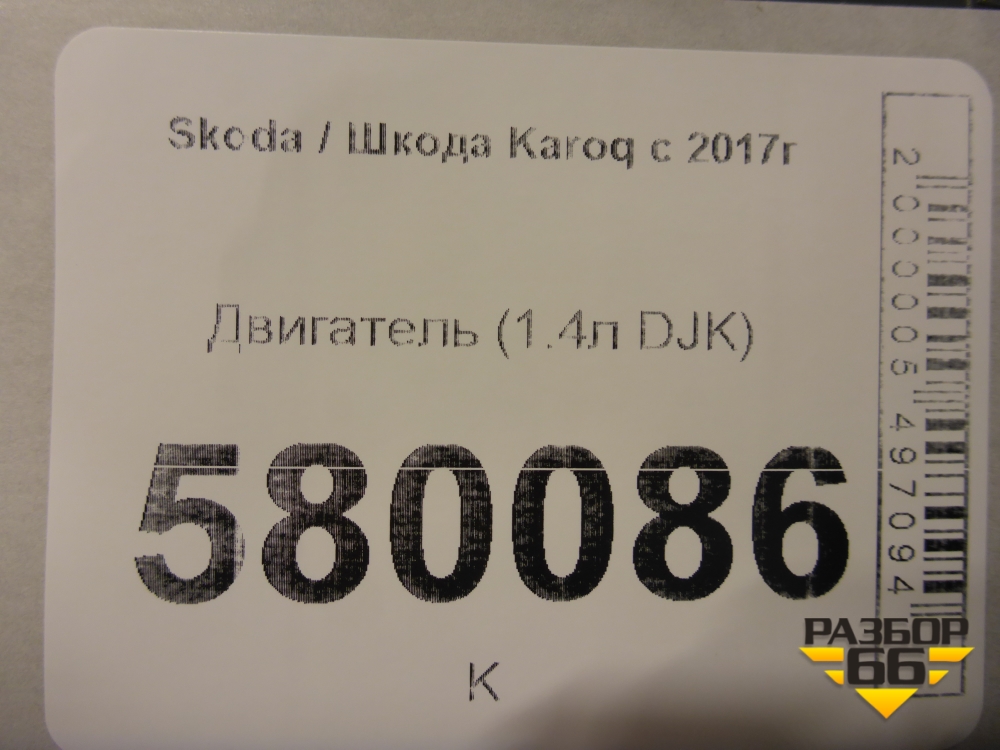 Skoda / Шкода Karoq с 2017г
Двигатель (1.4л DJK)
580086
K
2000005497094
РАЗБОР
66